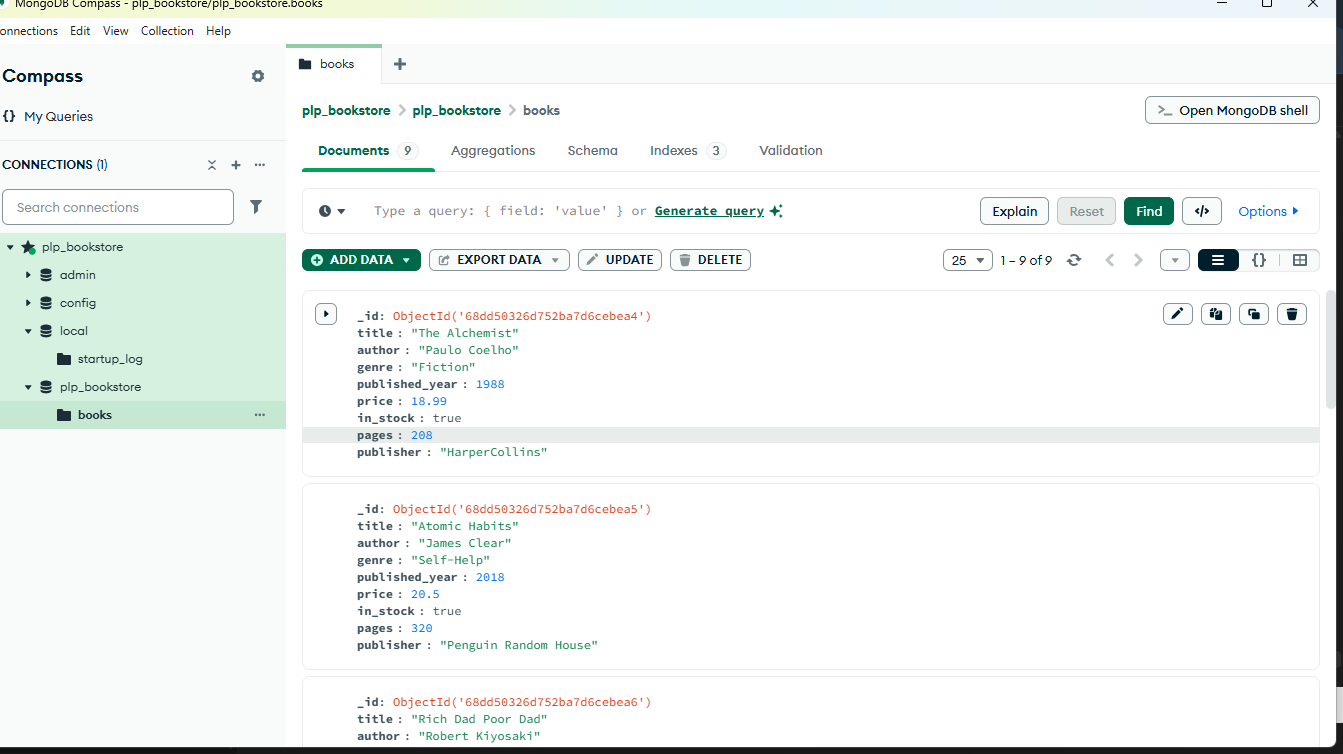 MongoDB Compass - plp_bookstore/plp_bookstore.books
onnections Edit View Collection Help
Compass
{} My Queries
CONNECTIONS (1)
Search connections
plp_bookstore
admin
config
local
startup_log
plp_bookstore
books
books
plp_bookstore > plp_bookstore > books
>_ Open MongoDB shell
Documents 9 Aggregations Schema Indexes 3 Validation
Type a query: { field: 'value' } or Generate query
Explain Reset Find </> Options
ADD DATA EXPORT DATA UPDATE DELETE
25 1 – 9 of 9 {}
_id: ObjectId('68dd50326d752ba7d6cebea4')
title : "The Alchemist"
author : "Paulo Coelho"
genre : "Fiction"
published_year : 1988
price : 18.99
in_stock : true
pages : 208
publisher : "HarperCollins"
_id: ObjectId('68dd50326d752ba7d6cebea5')
title : "Atomic Habits"
author : "James Clear"
genre : "Self-Help"
published_year : 2018
price : 20.5
in_stock : true
pages : 320
publisher : "Penguin Random House"
_id: ObjectId('68dd50326d752ba7d6cebea6')
title : "Rich Dad Poor Dad"
author : "Robert Kiyosaki"